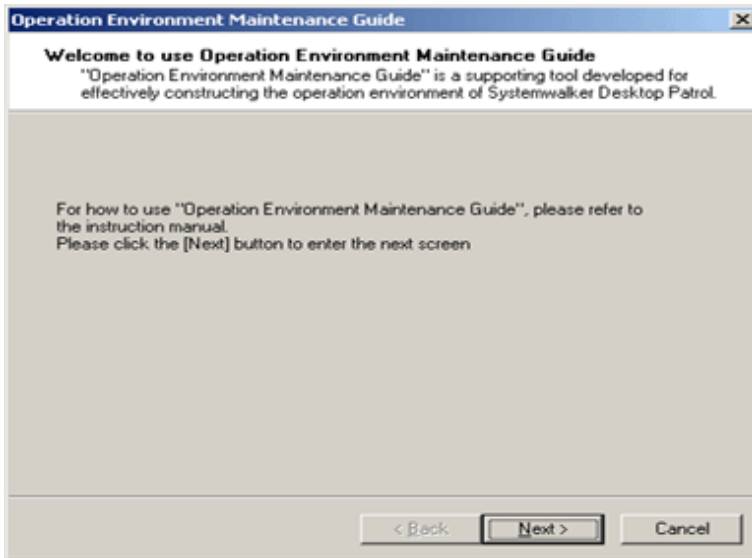 Operation Environment Maintenance Guide
Welcome to use Operation Environment Maintenance Guide
"Operation Environment Maintenance Guide" is a supporting tool developed for
effectively constructing the operation environment of Systemwalker Desktop Patrol.
For how to use "Operation Environment Maintenance Guide", please refer to
the instruction manual.
Please click the [Next] button to enter the next screen
< Back
Next >
Cancel